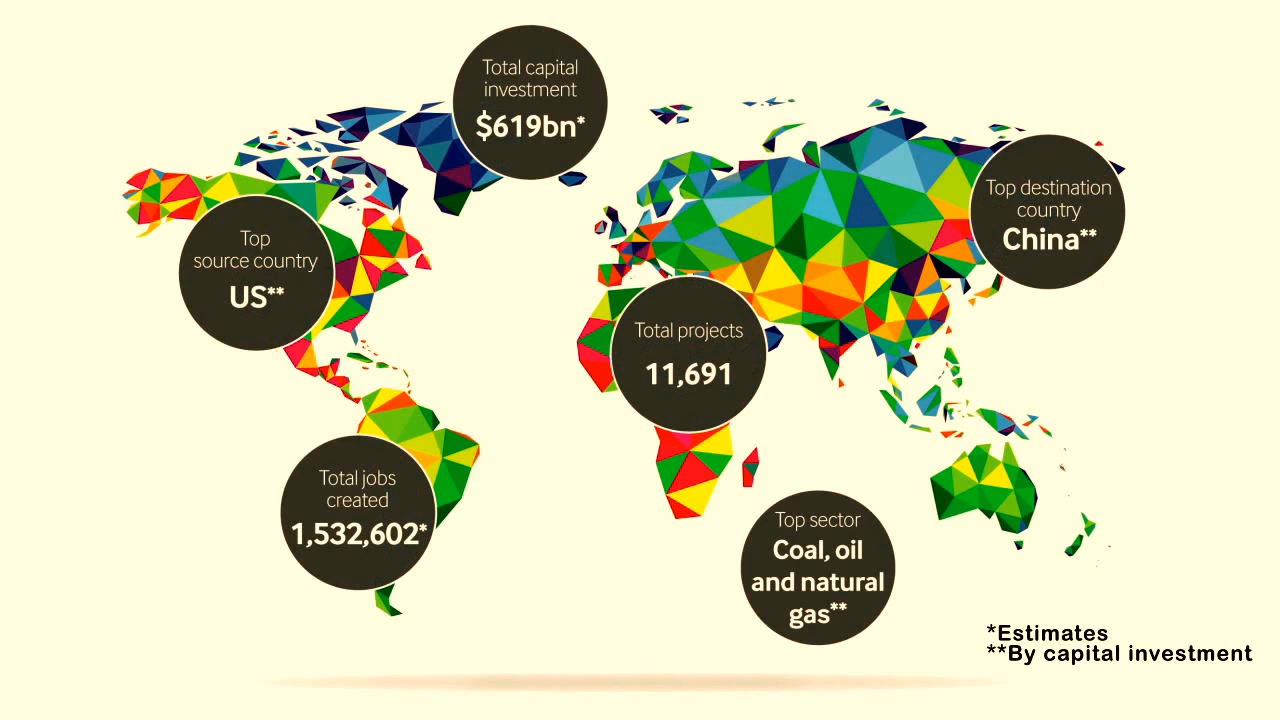 Total capital
investment
$619bn*
Top destination
country
China**
Top
source country
US**
Total projects
11,691
Total jobs
created
1,532,602*
Top sector
Coal, oil
and natural
gas**
*Estimates
**By capital investment